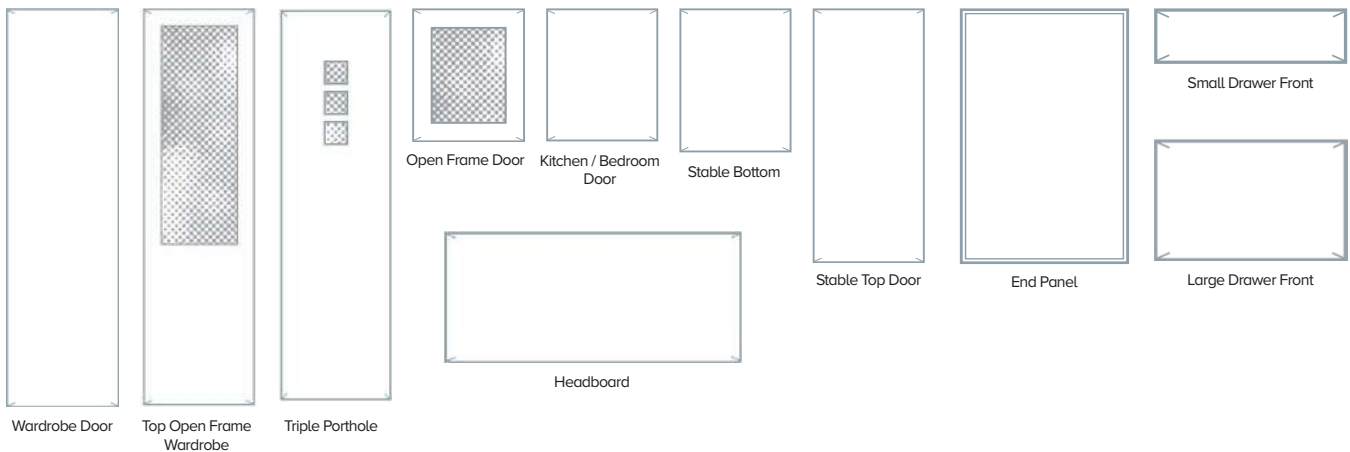 Small Drawer Front
Open Frame Door
Kitchen / Bedroom
Door
Stable Bottom
Stable Top Door
End Panel
Large Drawer Front
Headboard
Wardrobe Door
Top Open Frame
Wardrobe
Triple Porthole